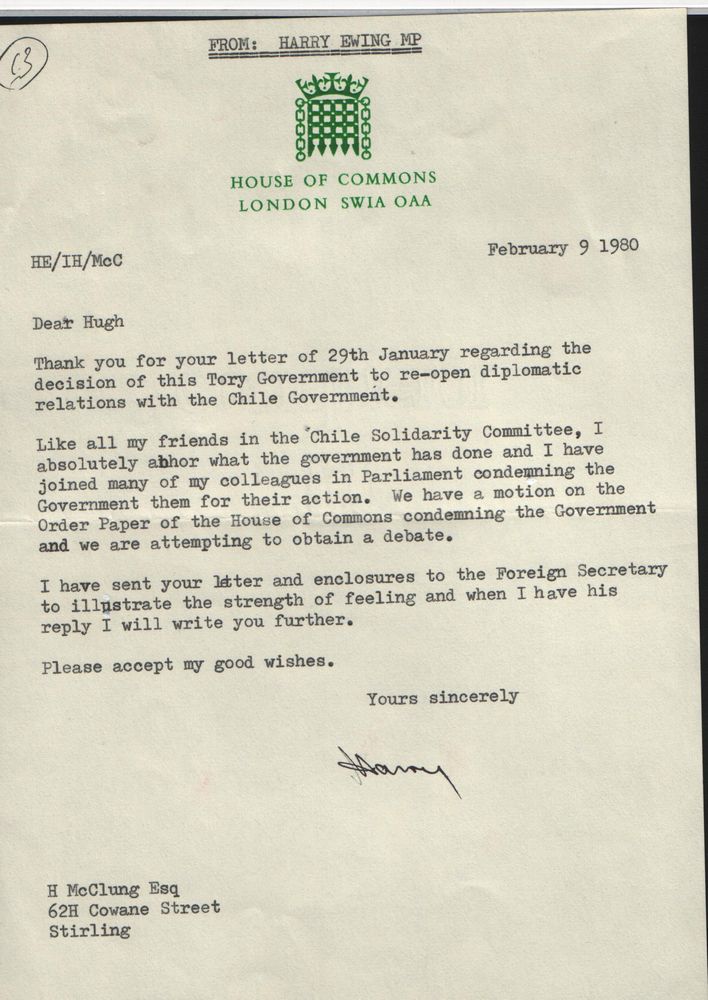 13
FROM: HARRY EWING MP
HOUSE OF COMMONS
LONDON SW1A 0AA
HE/IH/McC
February 9 1980
Dear Hugh
Thank you for your letter of 29th January regarding the
decision of this Tory Government to re-open diplomatic
relations with the Chile Government.
Like all my friends in the Chile Solidarity Committee, I
absolutely abhor what the government has done and I have
joined many of my colleagues in Parliament condemning the
Government them for their action. We have a motion on the
Order Paper of the House of Commons condemning the Government
and we are attempting to obtain a debate.
I have sent your letter and enclosures to the Foreign Secretary
to illustrate the strength of feeling and when I have his
reply I will write you further.
Please accept my good wishes.
Yours sincerely
Harry
H McClung Esq
62H Cowane Street
Stirling